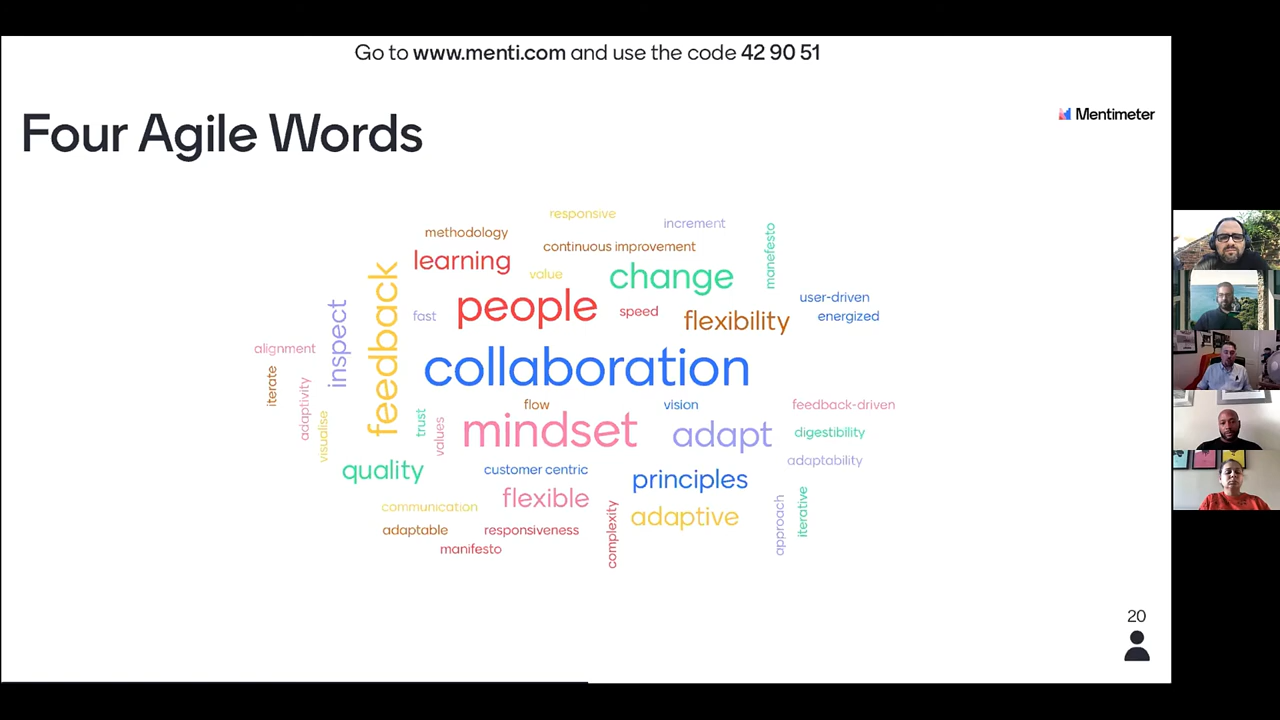 Go to www.menti.com and use the code 42 90 51
Mentimeter
Four Agile Words
responsive
increment
methodology
continuous improvement
manefesto
learning
value
change
feedback
people
speed
flexibility
user-driven
energized
inspect
fast
alignment
collaboration
iterate
adaptivity
visualise
trust
values
flow
vision
feedback-driven
mindset
adapt
digestibility
adaptability
quality
customer centric
principles
flexible
communication
adaptive
complexity
approach
iterative
adaptable
responsiveness
manifesto
20